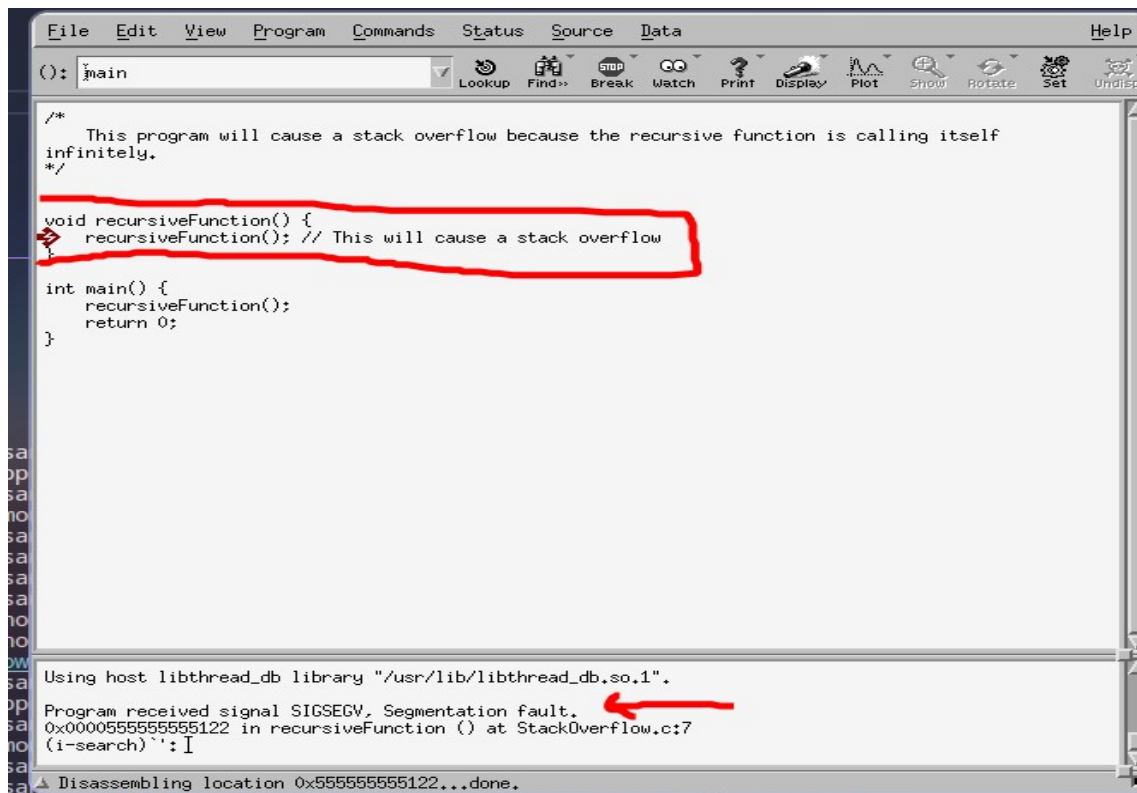 File Edit View Program Commands Status Source Data Help
(): main Lookup Find» Break Watch Print Display Plot Show Rotate Set Undisp
STOP
/*
This program will cause a stack overflow because the recursive function is calling itself
infinitely.
*/
void recursiveFunction() {
recursiveFunction(); // This will cause a stack overflow
}
int main() {
recursiveFunction();
return 0;
}
Using host libthread_db library "/usr/lib/libthread_db.so.1".
Program received signal SIGSEGV, Segmentation fault.
0x0000555555555122 in recursiveFunction () at StackOverflow.c:7
(i-search)`':
Disassembling location 0x555555555122...done.